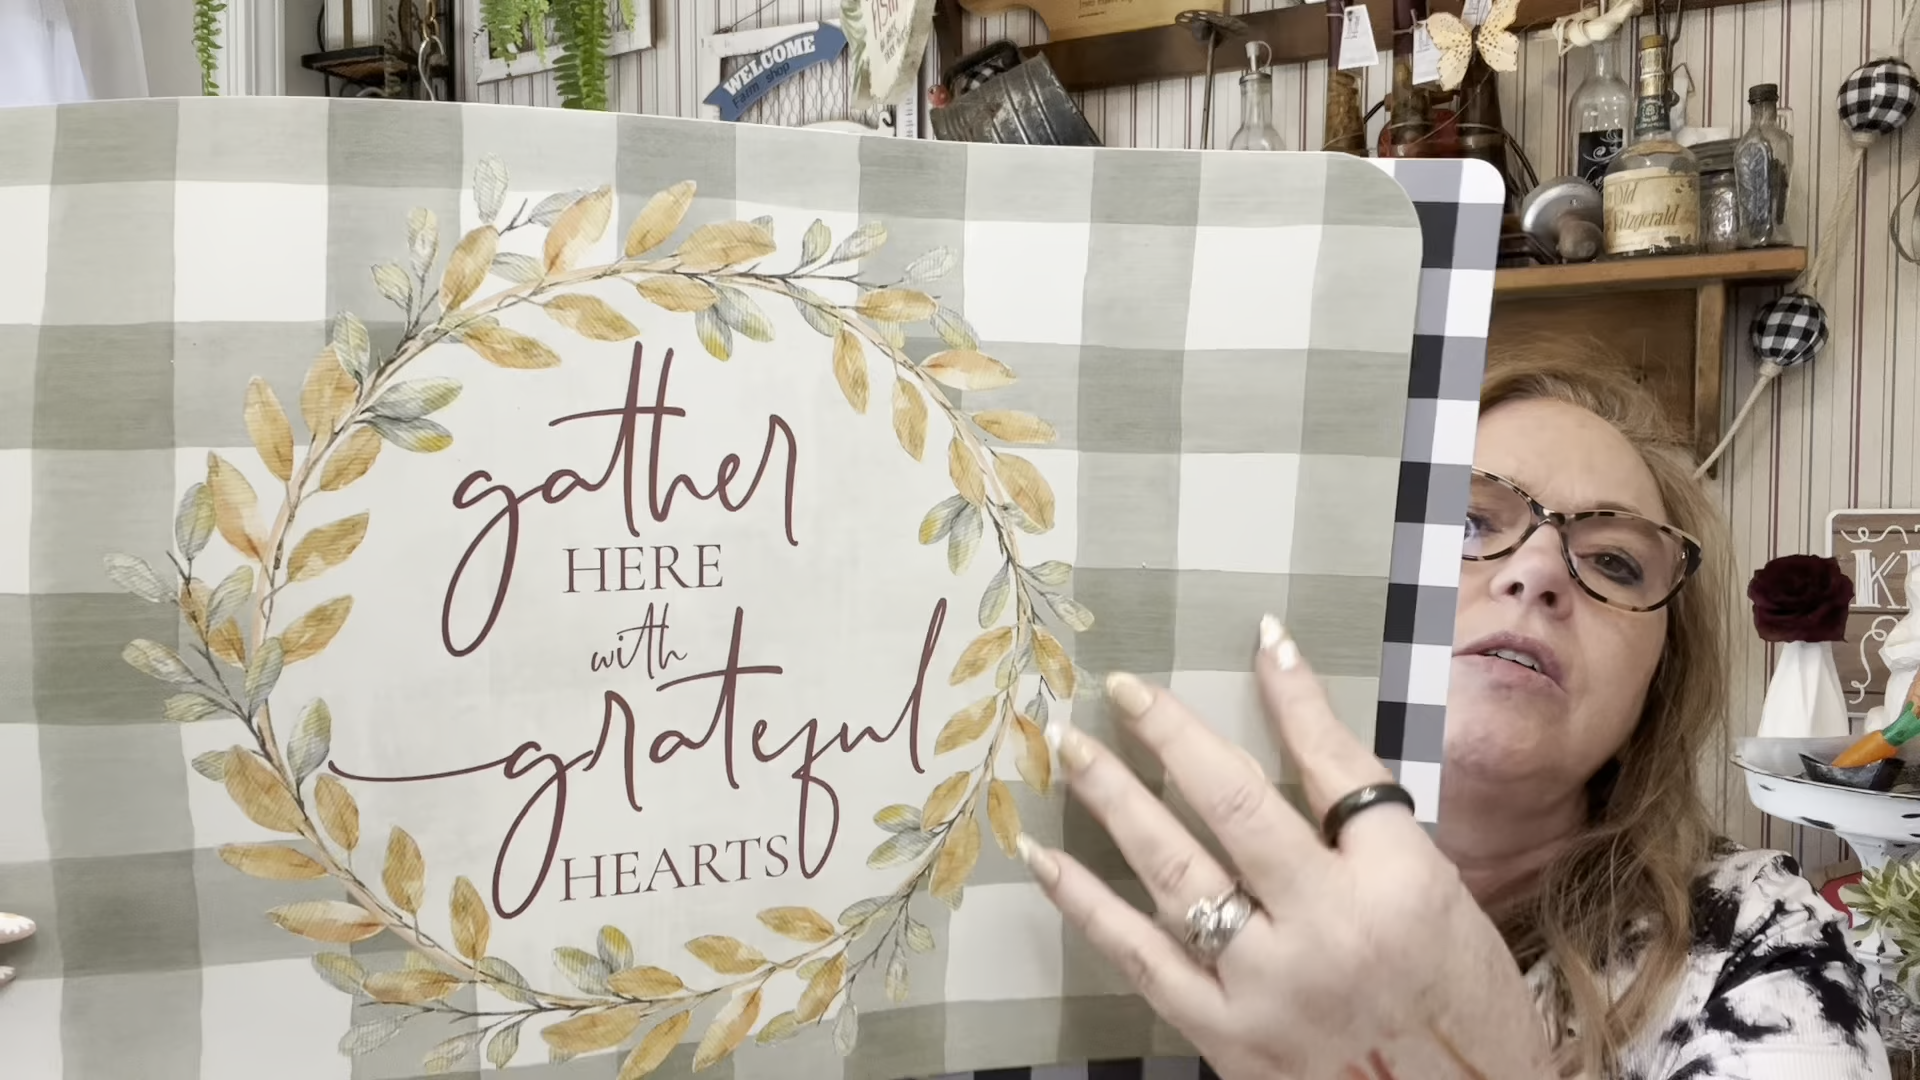 WELCOME
Farm shop
gather
HERE
with
grateful
HEARTS
Old
Fitzgerald